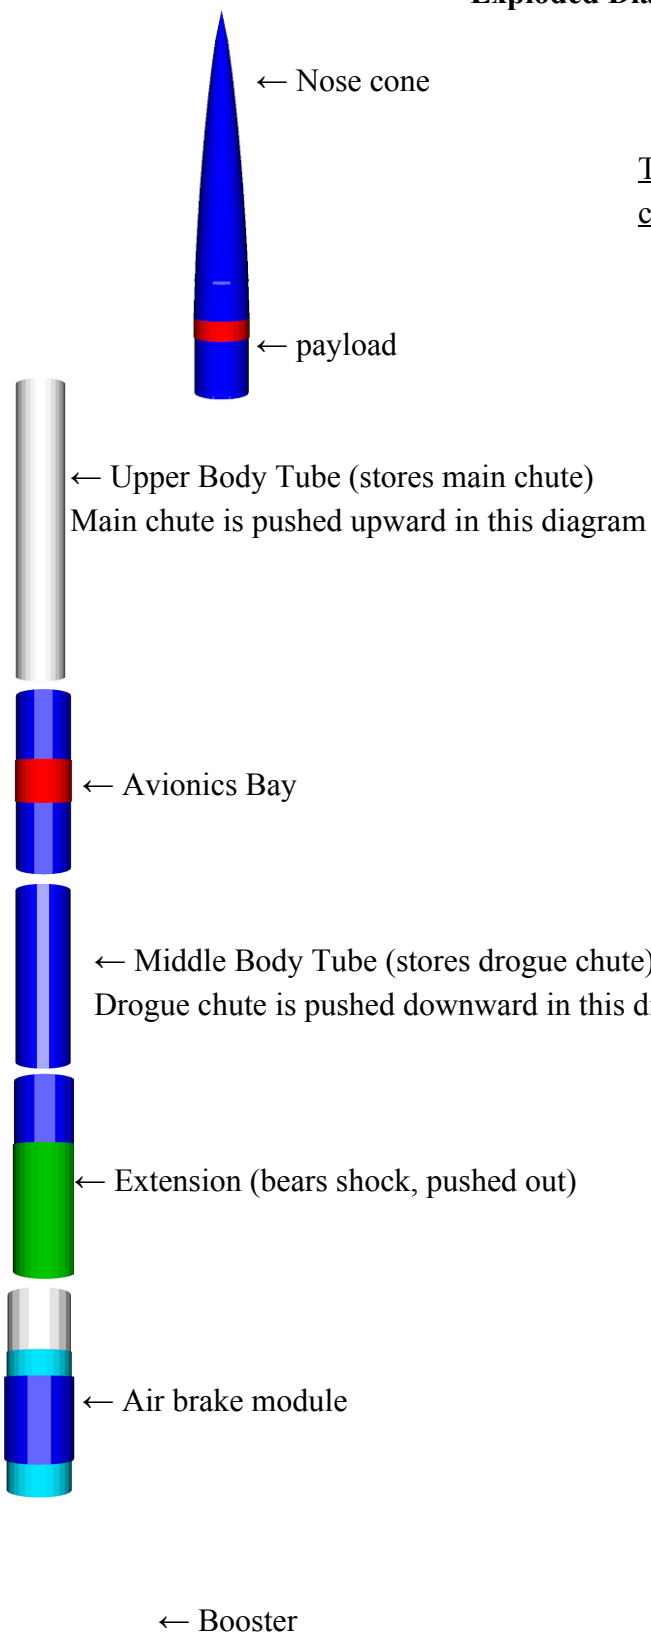 Exploded Dia
← Nose cone
← payload
← Upper Body Tube (stores main chute)
Main chute is pushed upward in this diagram
← Avionics Bay
← Middle Body Tube (stores drogue chute)
Drogue chute is pushed downward in this
← Extension (bears shock, pushed out)
← Air brake module
← Booster